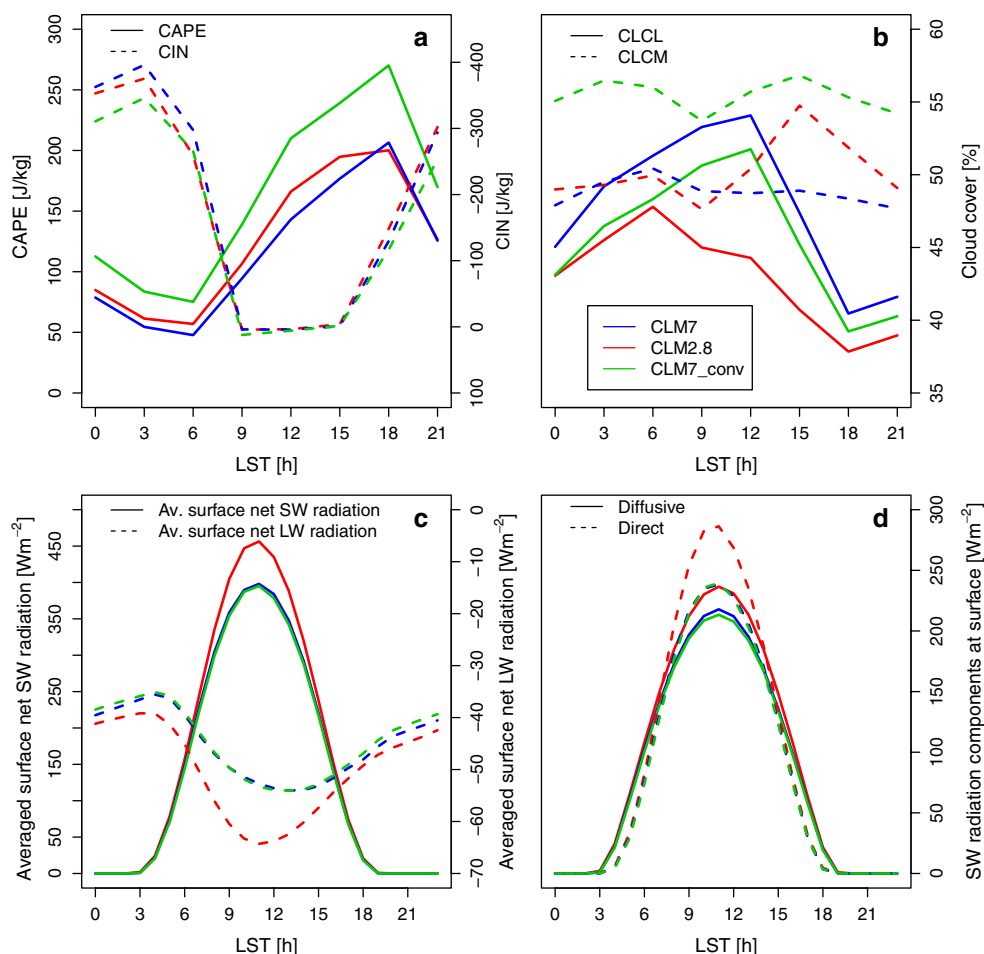 a
CAPE
CIN
CAPE [J/kg]
0 50 100 150 200 250 300
CIN [J/kg]
100 0 −100 −200 −300 −400
0 3 6 9 12 15 18 21
LST [h]
b
CLCL
CLCM
CLM7
CLM2.8
CLM7_conv
Cloud cover [%]
35 40 45 50 55 60
0 3 6 9 12 15 18 21
LST [h]
c
Av. surface net SW radiation
Av. surface net LW radiation
Averaged surface net SW radiation [Wm−2]
0 50 150 250 350 450
Averaged surface net LW radiation [Wm−2]
−70 −60 −50 −40 −30 −20 −10 0
0 3 6 9 12 15 18 21
LST [h]
d
Diffusive
Direct
SW radiation components at surface [Wm−2]
0 50 100 150 200 250 300
0 3 6 9 12 15 18 21
LST [h]